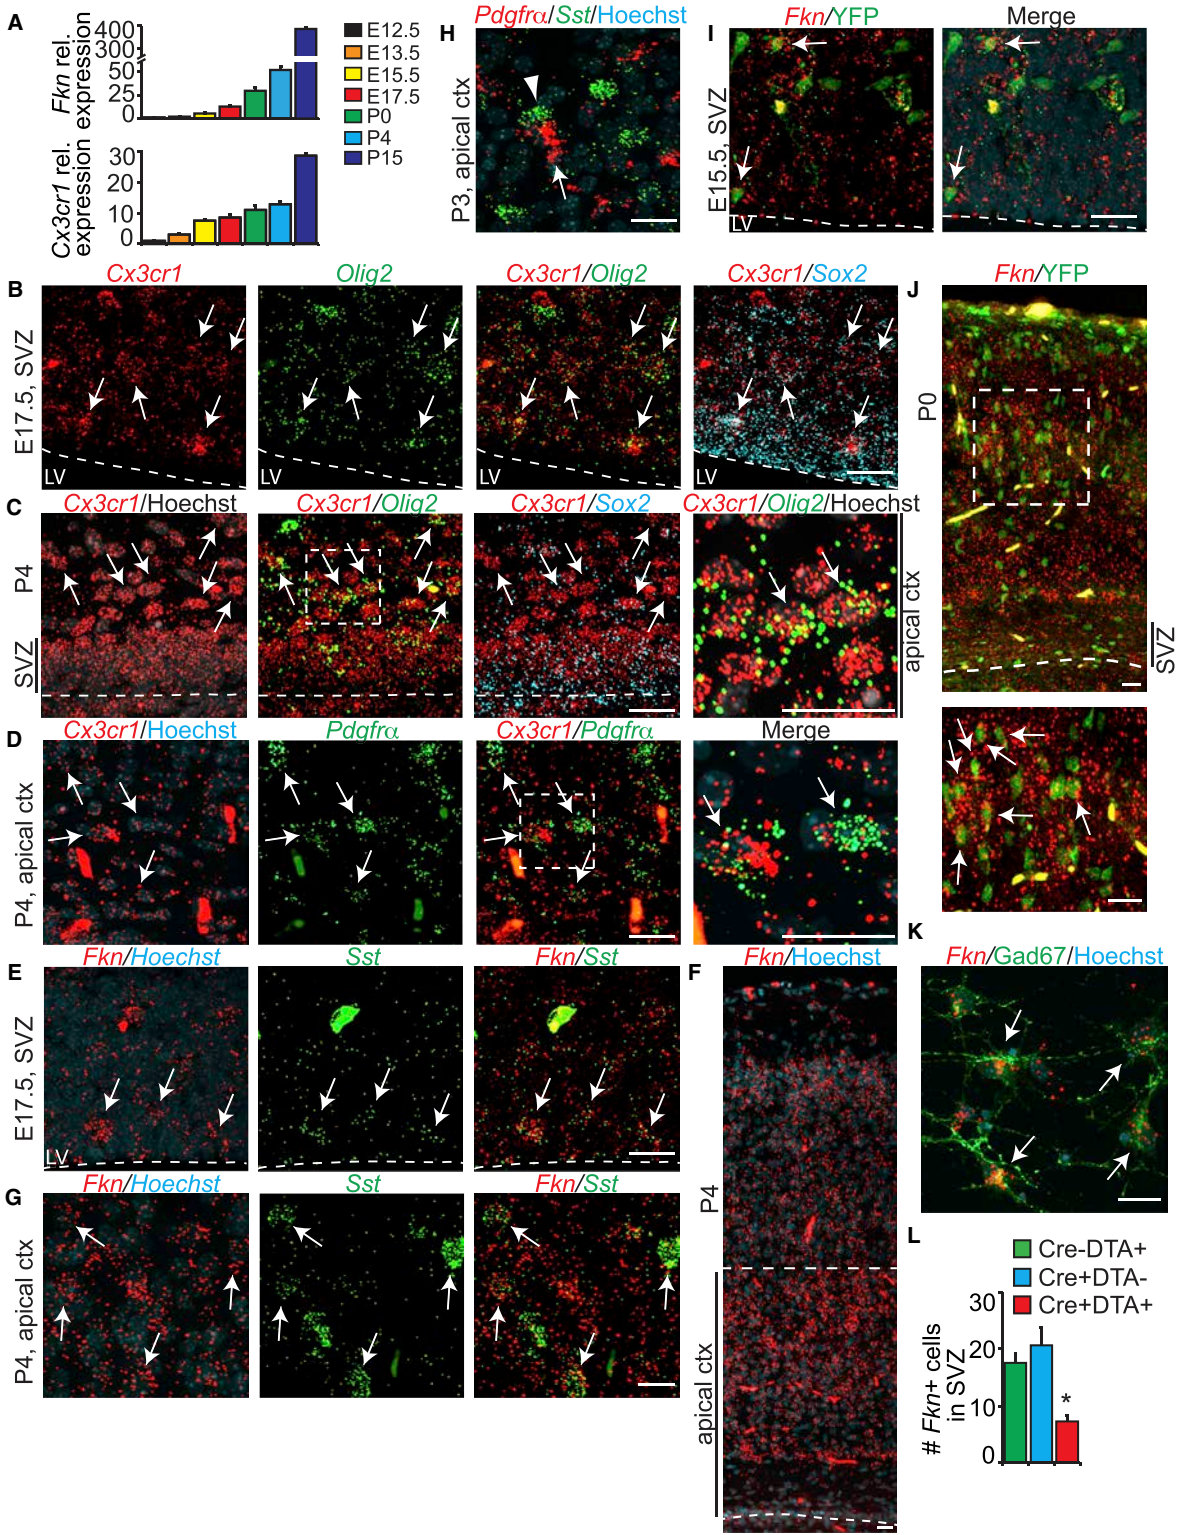 A
Fkn rel.
expression
400
300
50
25
0
Cx3cr1 rel.
expression
30
20
10
0
E12.5
E13.5
E15.5
E17.5
P0
P4
P15
H
Pdgfrα/Sst/Hoechst
P3, apical ctx
I
Fkn/YFP
Merge
E15.5, SVZ
LV
B
Cx3cr1
Olig2
Cx3cr1/Olig2
Cx3cr1/Sox2
E17.5, SVZ
LV
LV
LV
LV
C
Cx3cr1/Hoechst
Cx3cr1/Olig2
Cx3cr1/Sox2
Cx3cr1/Olig2/Hoechst
P4
SVZ
apical ctx
D
Cx3cr1/Hoechst
Pdgfrα
Cx3cr1/Pdgfrα
Merge
P4, apical ctx
E
Fkn/Hoechst
Sst
Fkn/Sst
E17.5, SVZ
LV
F
Fkn/Hoechst
P4
apical ctx
G
Fkn/Hoechst
Sst
Fkn/Sst
P4, apical ctx
J
Fkn/YFP
P0
SVZ
K
Fkn/Gad67/Hoechst
L
Cre-DTA+
Cre+DTA-
Cre+DTA+
# Fkn+ cells
in SVZ
30
20
10
0
*